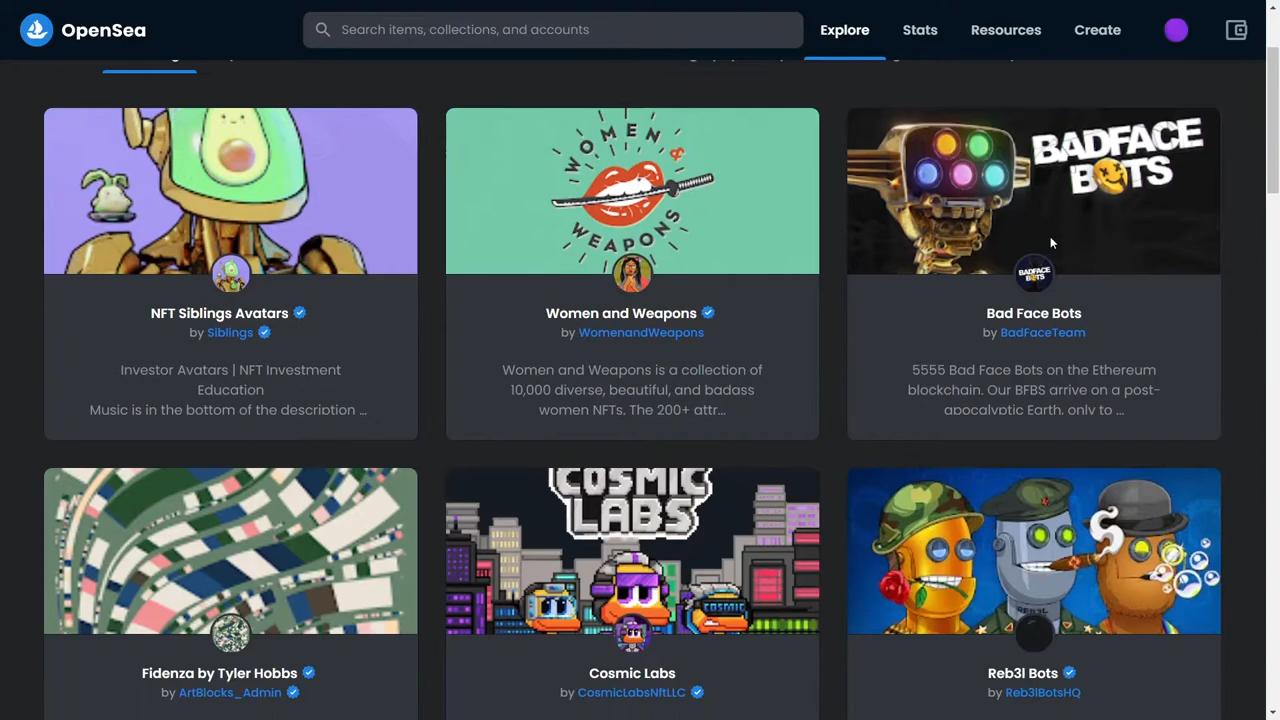 OpenSea
Search items, collections, and accounts
Explore
Stats
Resources
Create
WOMEN &
WEAPONS
BADFACE
BOTS
BADFACE
BOTS
NFT Siblings Avatars
by Siblings
Investor Avatars | NFT Investment
Education
Music is in the bottom of the description ...
Women and Weapons
by WomenandWeapons
Women and Weapons is a collection of
10,000 diverse, beautiful, and badass
women NFTs. The 200+ attr...
Bad Face Bots
by BadFaceTeam
5555 Bad Face Bots on the Ethereum
blockchain. Our BFBS arrive on a post-
apocalyptic Earth, only to ...
COSMIC
LABS
COSMIC
REB3L
Fidenza by Tyler Hobbs
by ArtBlocks_Admin
Cosmic Labs
by CosmicLabsNftLLC
Reb3l Bots
by Reb3lBotsHQ